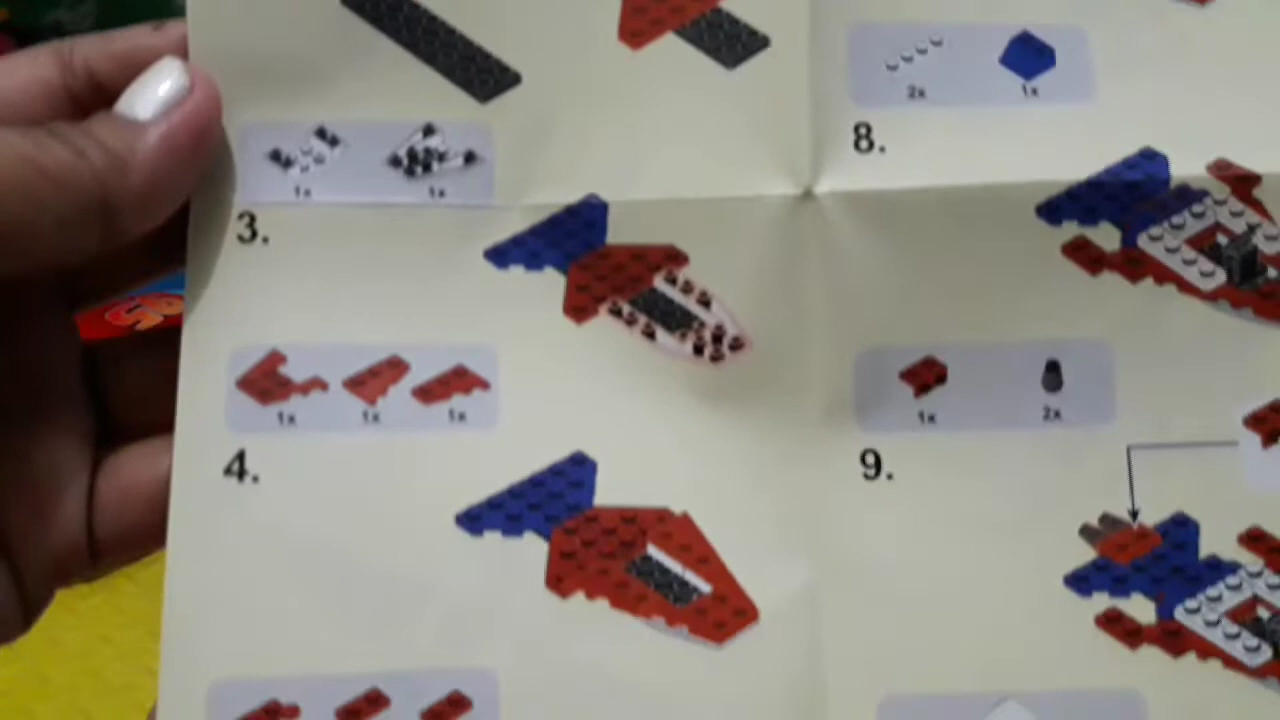 1x 1x
3.
1x 1x 1x
4.
2x 1x
8.
1x 2x
9.